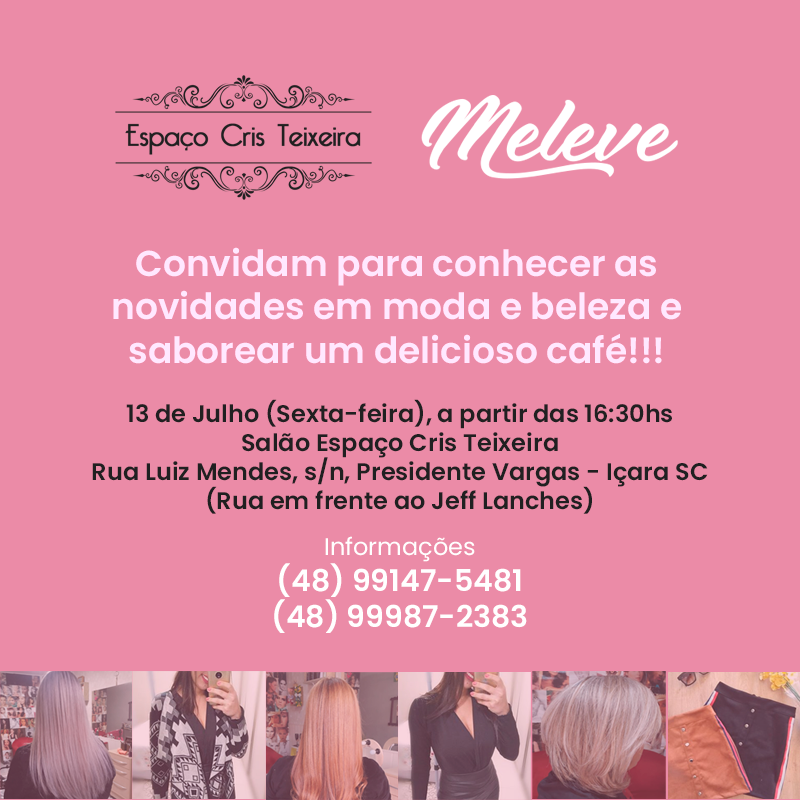 Espaço Cris Teixeira
Meleve
Convidam para conhecer as
novidades em moda e beleza e
saborear um delicioso café!!!
13 de Julho (Sexta-feira), a partir das 16:30hs
Salão Espaço Cris Teixeira
Rua Luiz Mendes, s/n, Presidente Vargas - Içara SC
(Rua em frente ao Jeff Lanches)
Informações
(48) 99147-5481
(48) 99987-2383